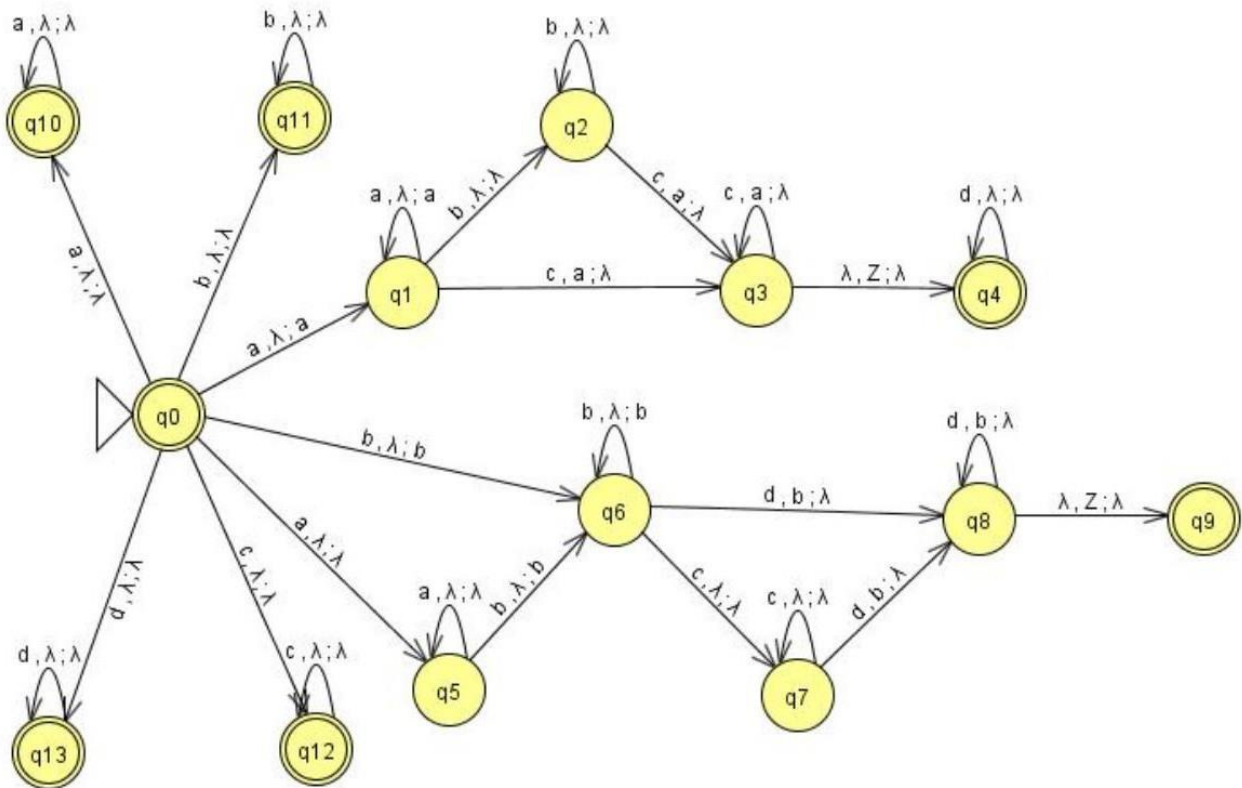 a , λ ; λ
b , λ ; λ
b , λ ; λ
q10
q11
q2
a , λ ; a
b , λ ; λ
c , a ; λ
c , a ; λ
d , λ ; λ
a , λ ; λ
b , λ ; λ
q1
c , a ; λ
q3
λ , Z ; λ
q4
a , λ ; a
q0
b , λ ; b
b , λ ; b
d , b ; λ
q6
d , b ; λ
q8
λ , Z ; λ
q9
a , λ ; λ
d , λ ; λ
c , λ ; λ
a , λ ; λ
b , λ ; b
c , λ ; λ
c , λ ; λ
d , b ; λ
d , λ ; λ
c , λ ; λ
q5
q7
q13
q12